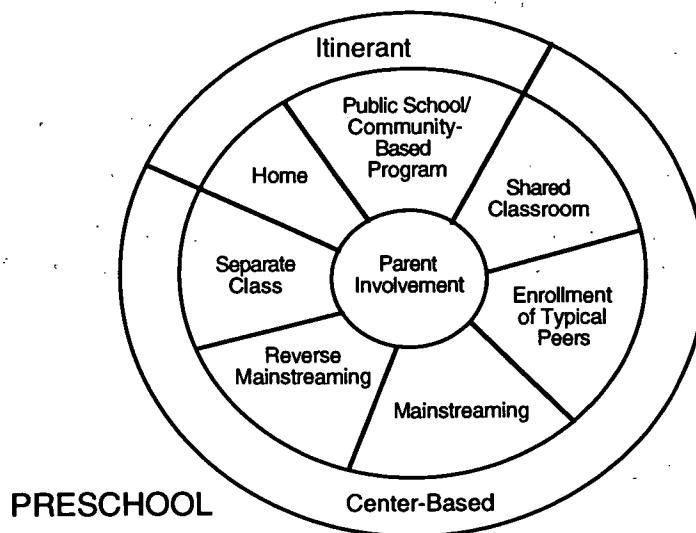 Itinerant
Public School/
Community-
Based
Program
Home
Shared
Classroom
Separate
Class
Parent
Involvement
Enrollment
of Typical
Peers
Reverse
Mainstreaming
Mainstreaming
PRESCHOOL
Center-Based